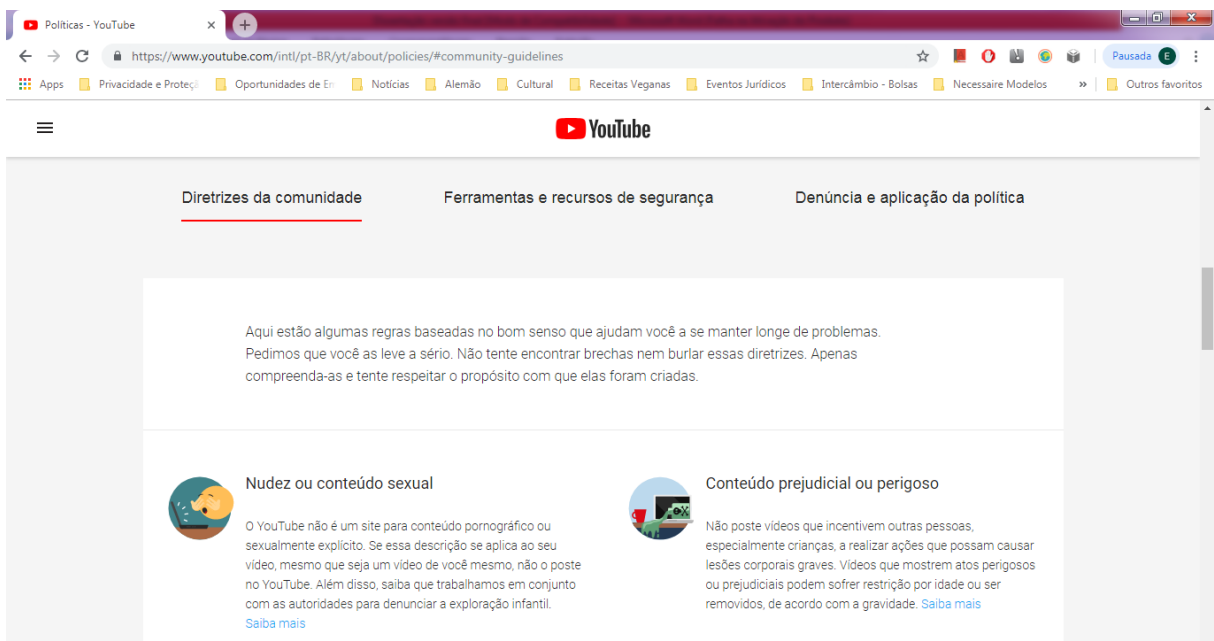 Políticas - YouTube
https://www.youtube.com/intl/pt-BR/yt/about/policies/#community-guidelines
Pausada E
Apps Privacidade e Proteçã Oportunidades de Em Notícias Alemão Cultural Receitas Veganas Eventos Jurídicos Intercâmbio - Bolsas Necessaire Modelos » Outros favoritos
YouTube
Diretrizes da comunidade Ferramentas e recursos de segurança Denúncia e aplicação da política
Aqui estão algumas regras baseadas no bom senso que ajudam você a se manter longe de problemas.
Pedimos que você as leve a sério. Não tente encontrar brechas nem burlar essas diretrizes. Apenas
compreenda-as e tente respeitar o propósito com que elas foram criadas.
Nudez ou conteúdo sexual
O YouTube não é um site para conteúdo pornográfico ou
sexualmente explícito. Se essa descrição se aplica ao seu
vídeo, mesmo que seja um vídeo de você mesmo, não o poste
no YouTube. Além disso, saiba que trabalhamos em conjunto
com as autoridades para denunciar a exploração infantil.
Saiba mais
Conteúdo prejudicial ou perigoso
Não poste vídeos que incentivem outras pessoas,
especialmente crianças, a realizar ações que possam causar
lesões corporais graves. Vídeos que mostrem atos perigosos
ou prejudiciais podem sofrer restrição por idade ou ser
removidos, de acordo com a gravidade. Saiba mais